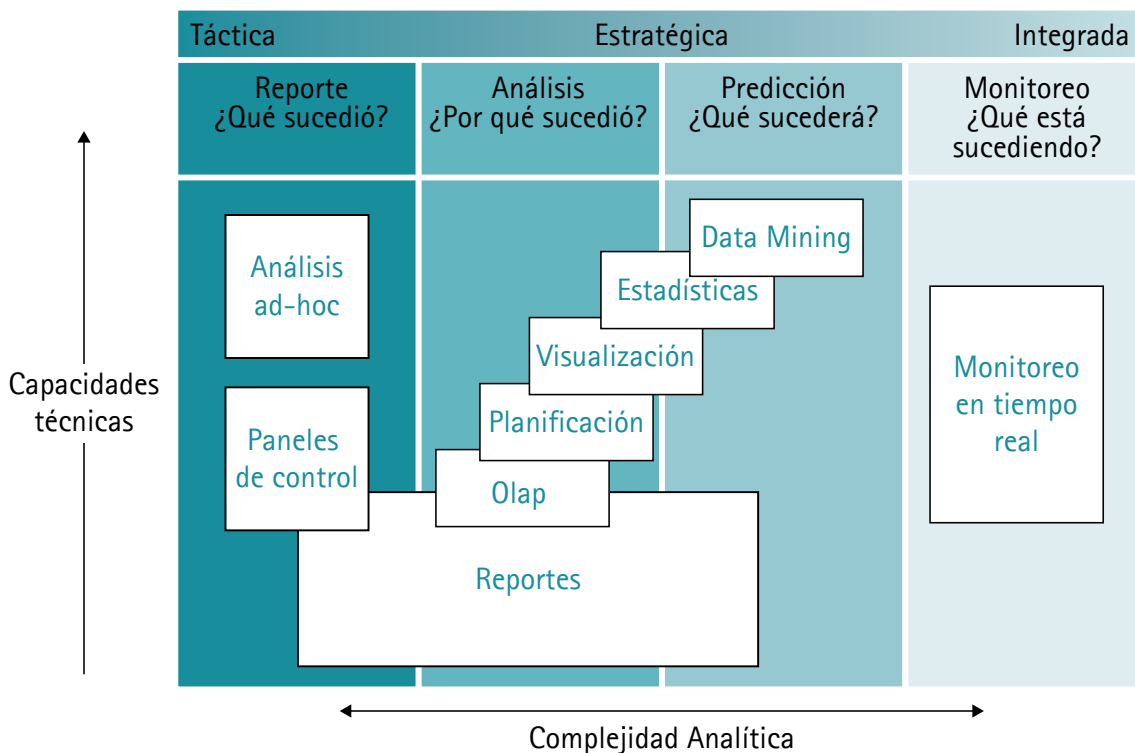 Táctica
Estratégica
Integrada
Reporte
¿Qué sucedió?
Análisis
¿Por qué sucedió?
Predicción
¿Qué sucederá?
Monitoreo
¿Qué está
sucediendo?
Capacidades
técnicas
Análisis
ad-hoc
Paneles
de control
Data Mining
Estadísticas
Visualización
Planificación
Olap
Reportes
Monitoreo
en tiempo
real
Complejidad Analítica